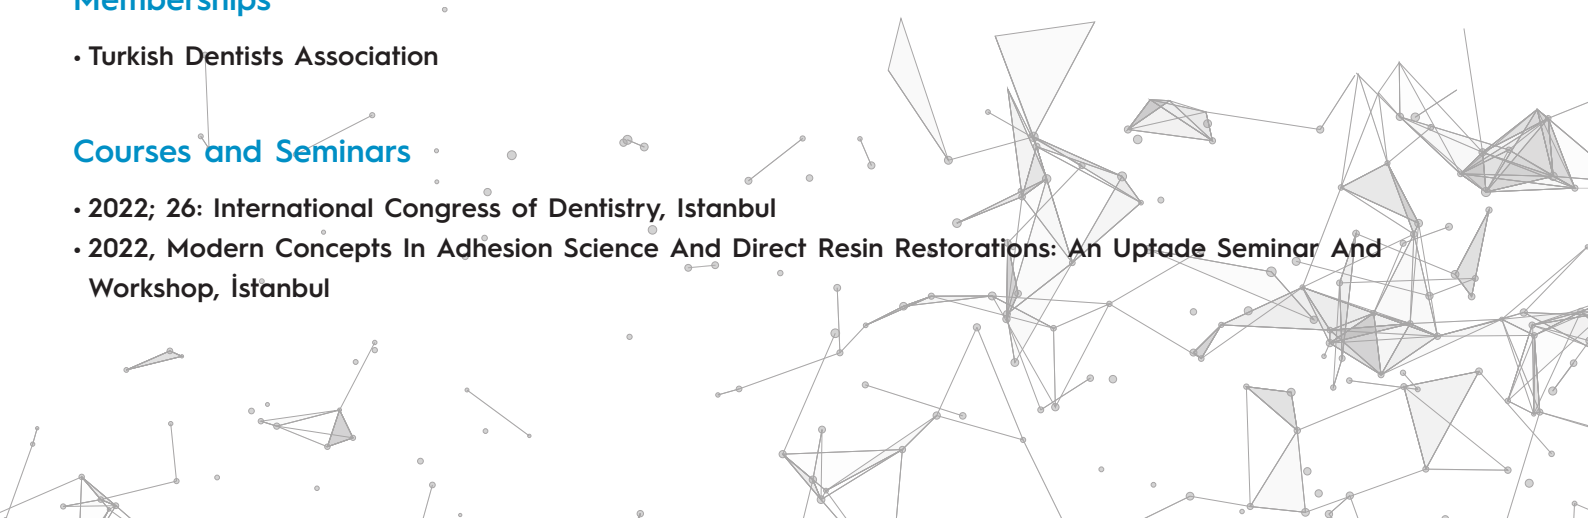 Memberships
• Turkish Dentists Association
Courses and Seminars
• 2022; 26: International Congress of Dentistry, Istanbul
• 2022, Modern Concepts In Adhesion Science And Direct Resin Restorations: An Uptade Seminar And
Workshop, İstanbul